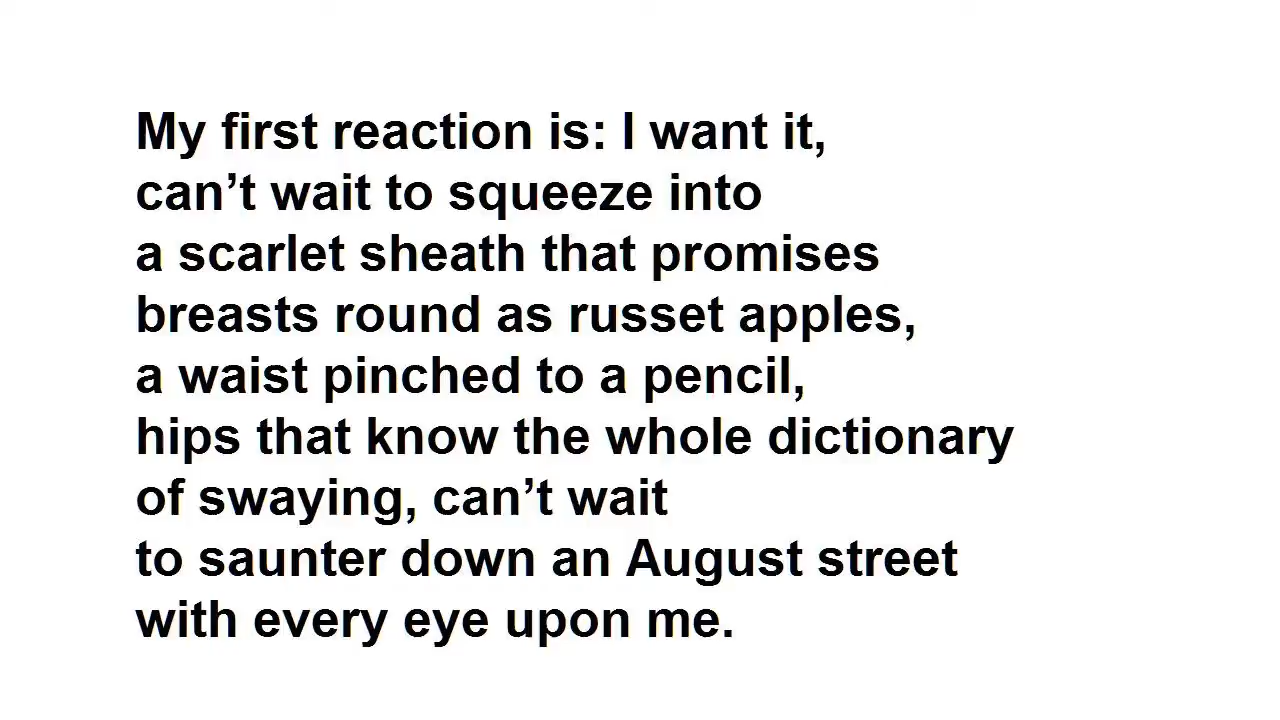 My first reaction is: I want it,
can’t wait to squeeze into
a scarlet sheath that promises
breasts round as russet apples,
a waist pinched to a pencil,
hips that know the whole dictionary
of swaying, can’t wait
to saunter down an August street
with every eye upon me.